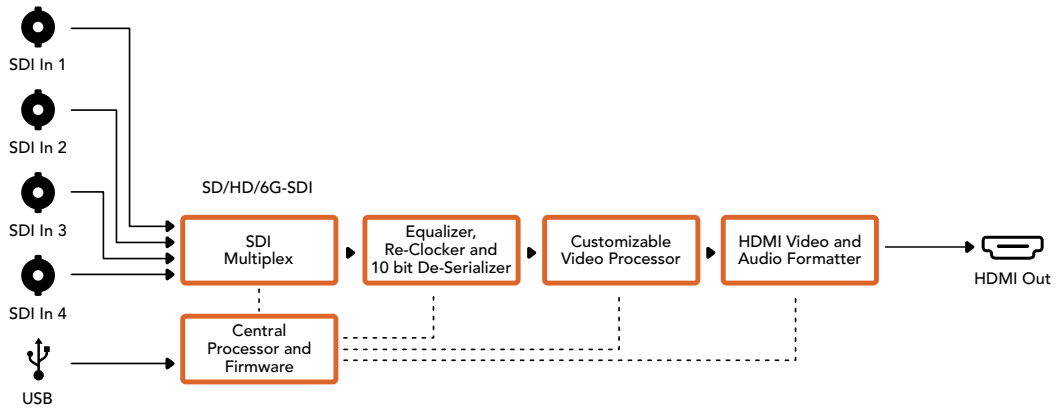 SDI In 1
SDI In 2
SDI In 3
SDI In 4
USB
SD/HD/6G-SDI
SDI
Multiplex
Equalizer,
Re-Clocker and
10 bit De-Serializer
Customizable
Video Processor
HDMI Video and
Audio Formatter
HDMI Out
Central
Processor and
Firmware